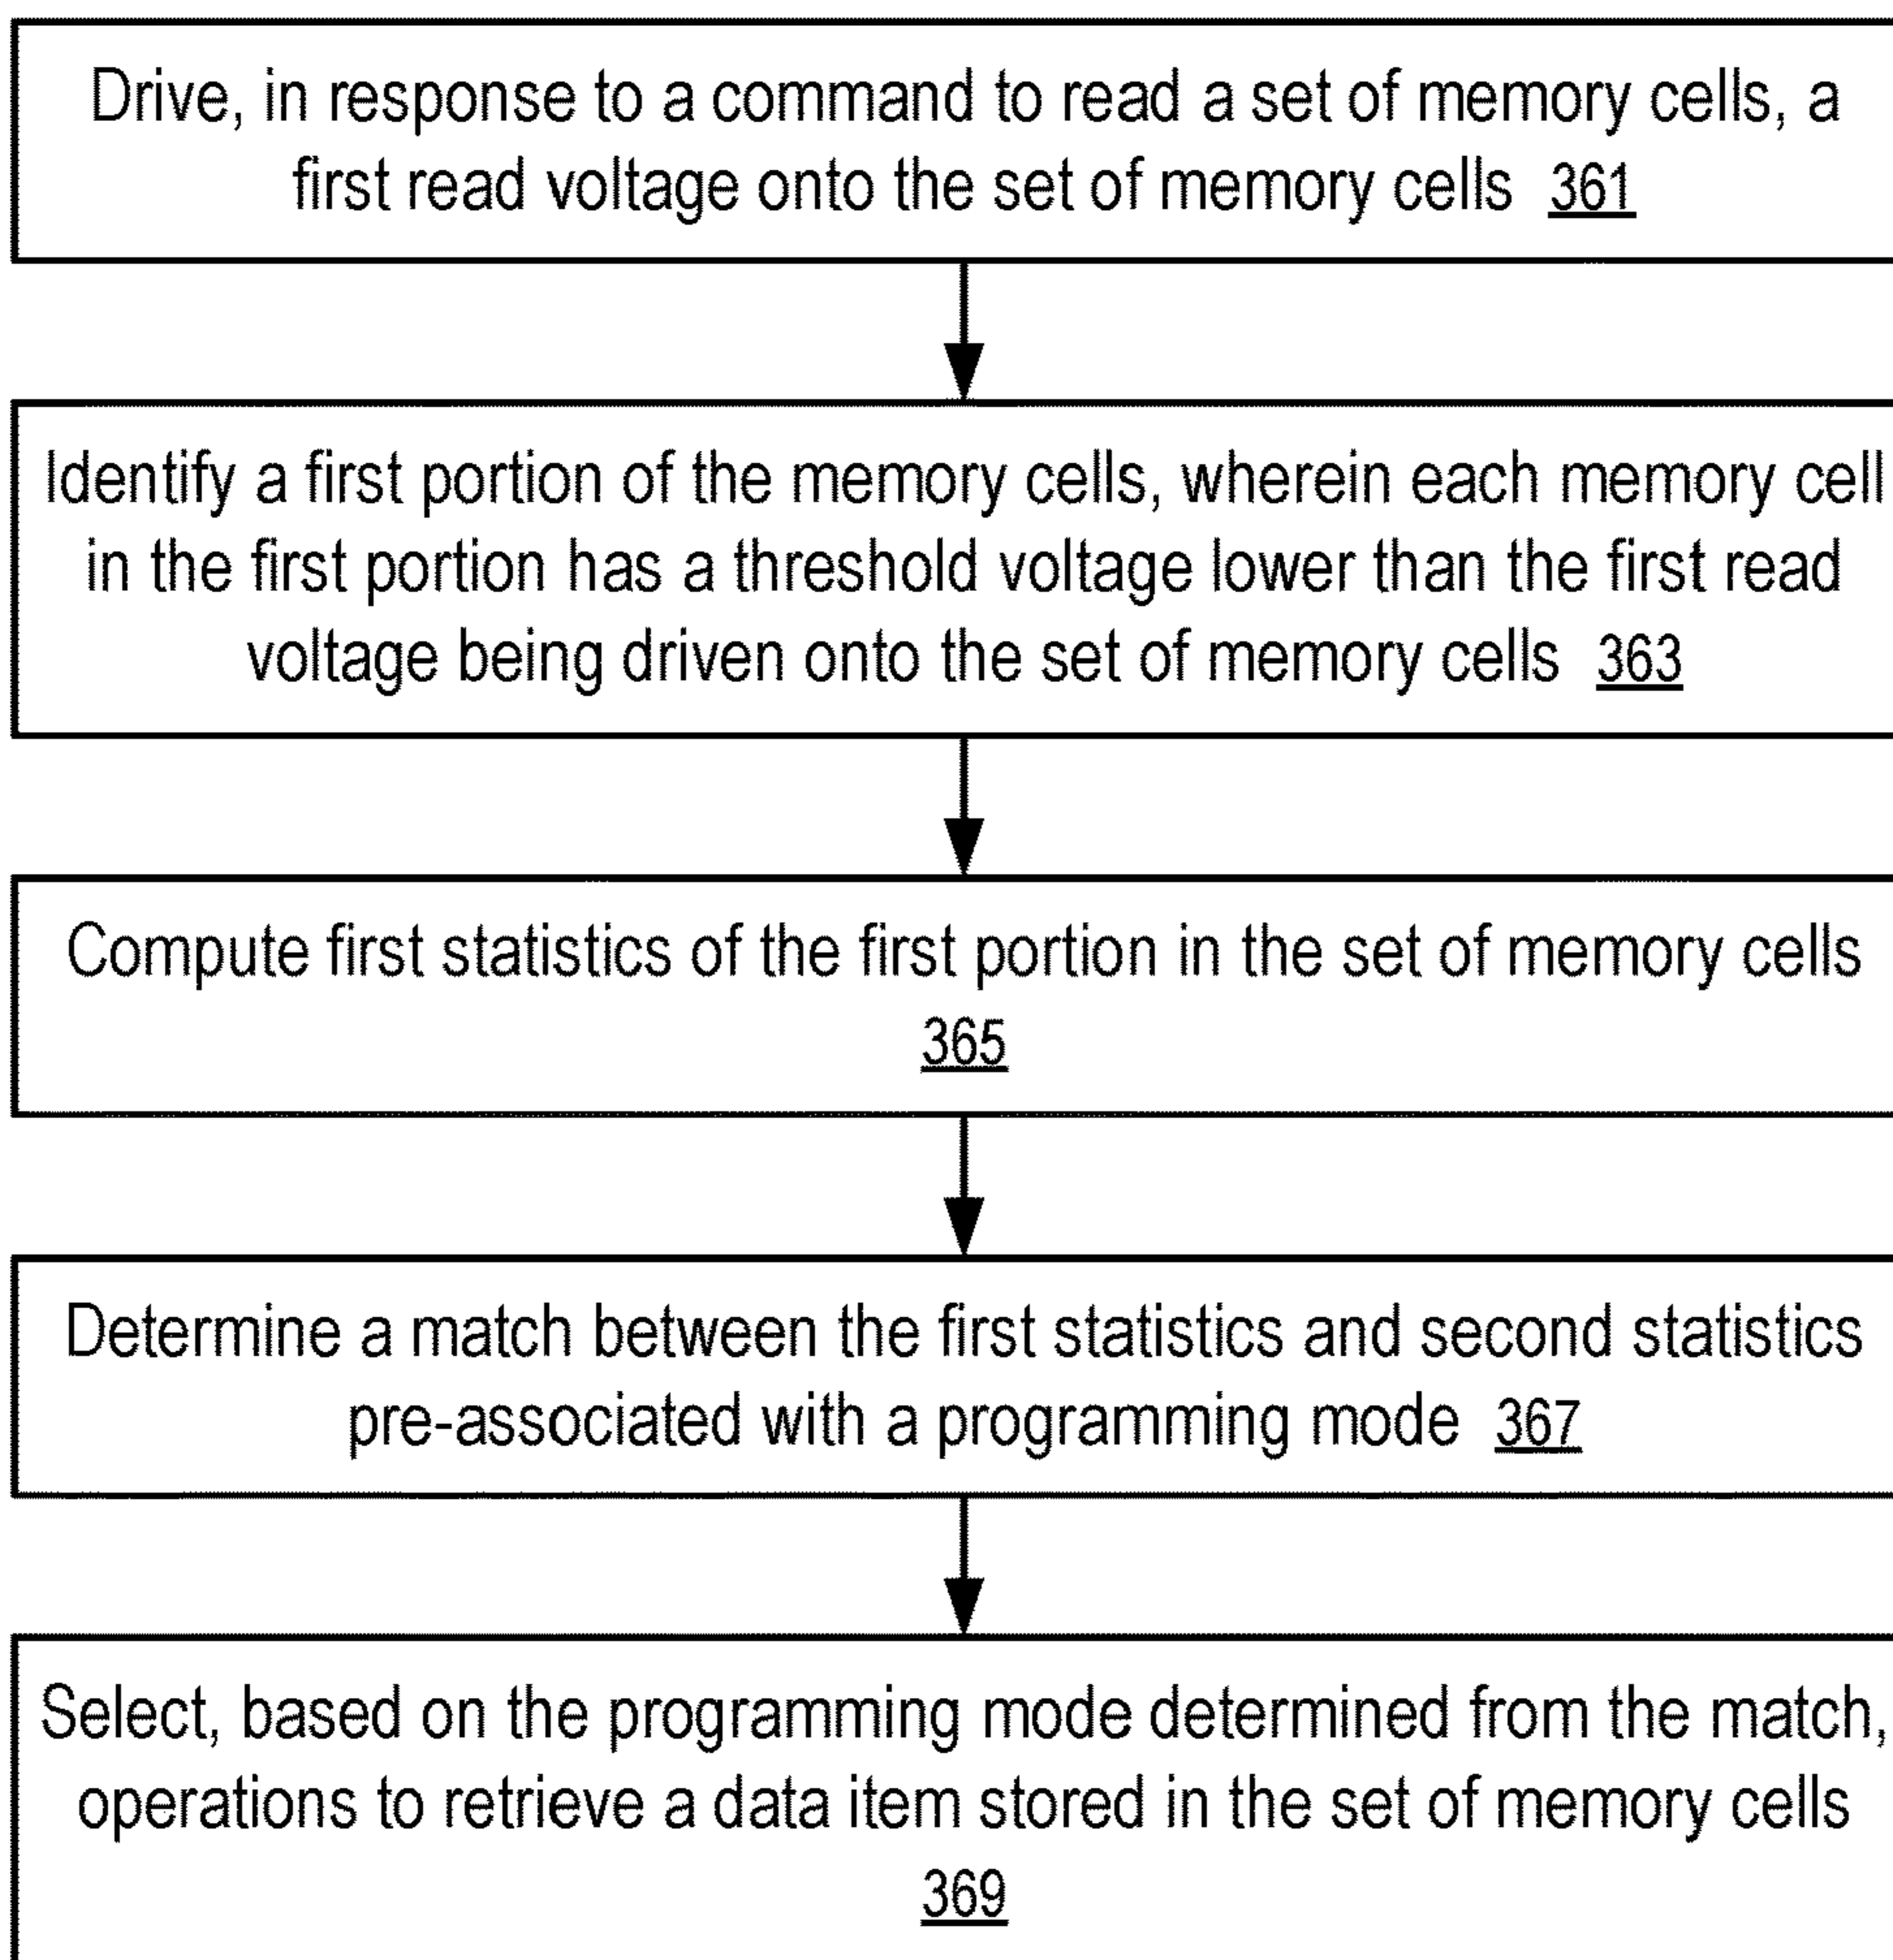 Drive, in response to a command to read a set of memory cells, a
first read voltage onto the set of memory cells 361
Identify a first portion of the memory cells, wherein each memory cell
in the first portion has a threshold voltage lower than the first read
voltage being driven onto the set of memory cells 363
Compute first statistics of the first portion in the set of memory cells
365
Determine a match between the first statistics and second statistics
pre-associated with a programming mode 367
Select, based on the programming mode determined from the match,
operations to retrieve a data item stored in the set of memory cells
369